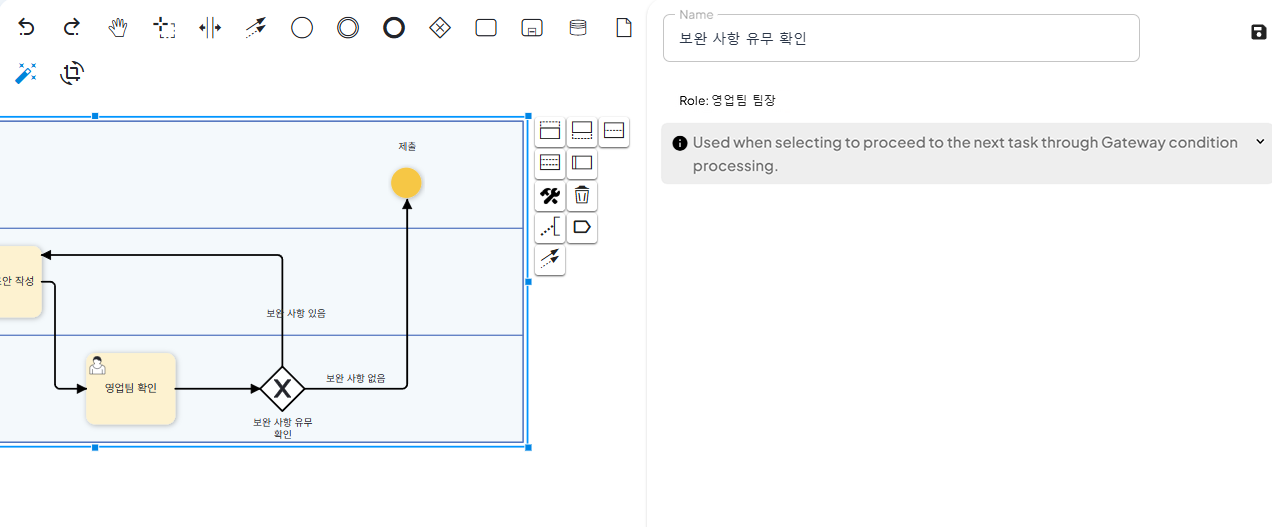 Name
보완 사항 유무 확인
Role: 영업팀 팀장
Used when selecting to proceed to the next task through Gateway condition
processing.
제출
안 작성
보완 사항 있음
영업팀 확인
X
보완 사항 없음
보완 사항 유무
확인